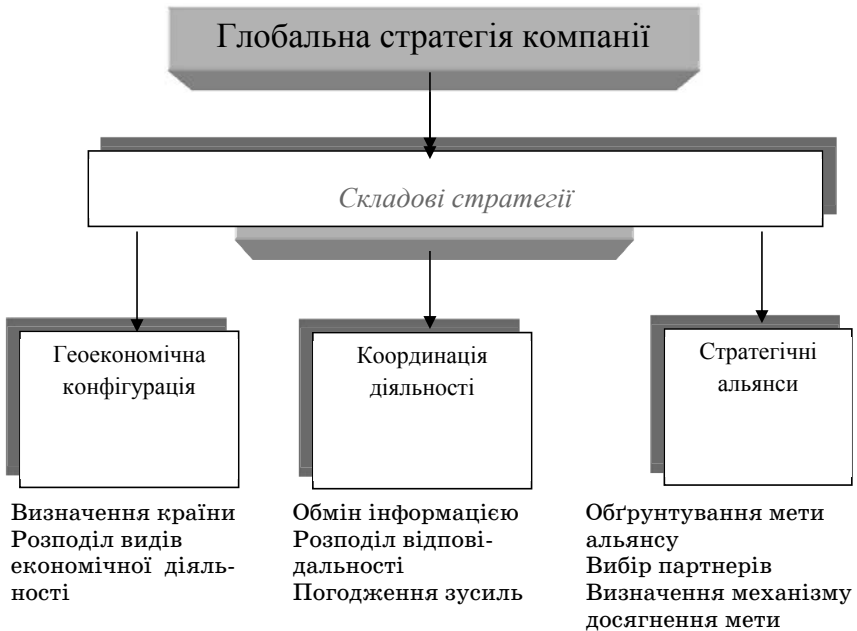 Глобальна стратегія компанії
Складові стратегії
Геоекономічна
конфігурація
Координація
діяльності
Стратегічні
альянси
Визначення країни
Розподіл видів
економічної діяль-
ності
Обмін інформацією
Розподіл відпові-
дальності
Погодження зусиль
Обґрунтування мети
альянсу
Вибір партнерів
Визначення механізму
досягнення мети